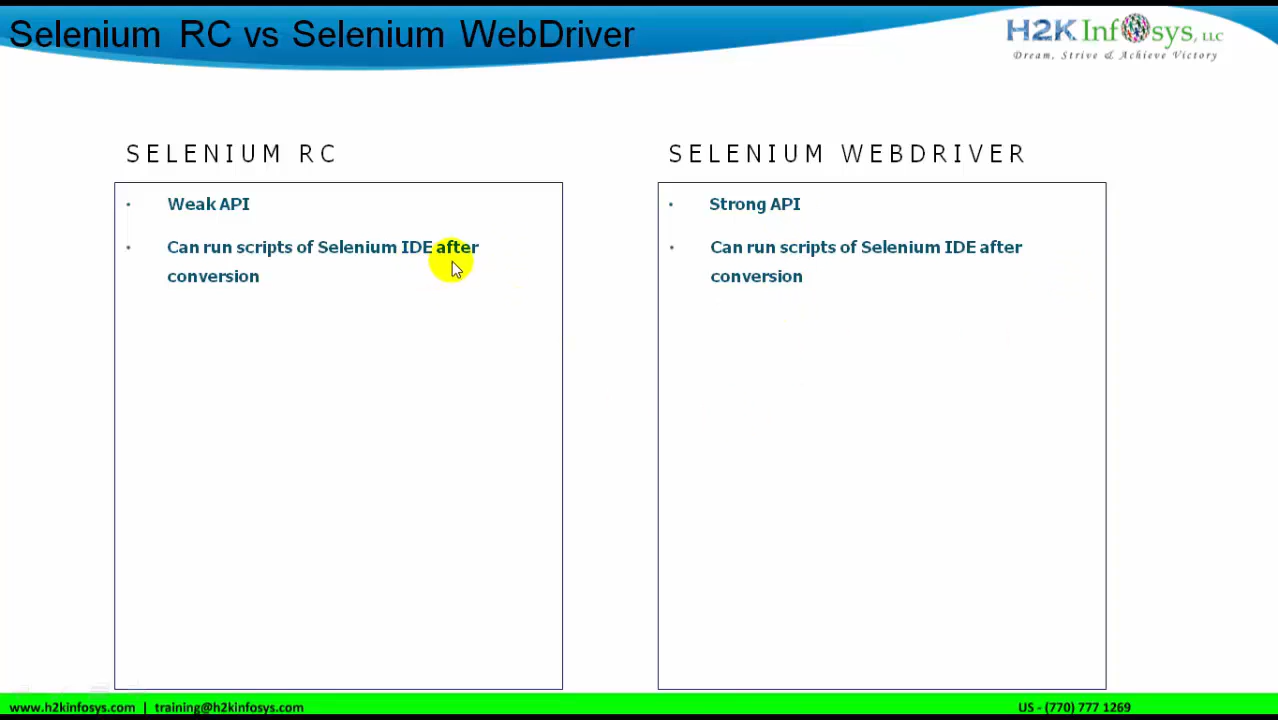 Selenium RC vs Selenium WebDriver
H2K Infosys, LLC
Dream, Strive & Achieve Victory
SELENIUM RC
• Weak API
• Can run scripts of Selenium IDE after
conversion
SELENIUM WEBDRIVER
• Strong API
• Can run scripts of Selenium IDE after
conversion
www.h2kinfosys.com | training@h2kinfosys.com
US - (770) 777 1269